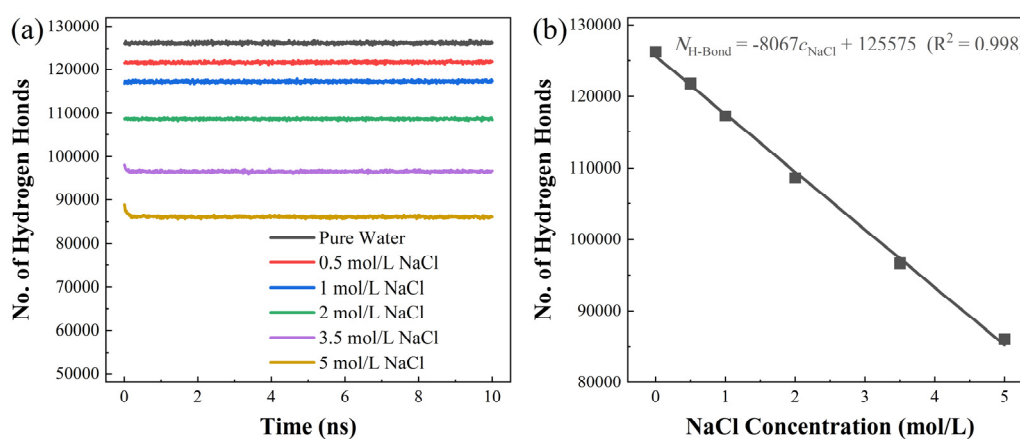 (a)
No. of Hydrogen Honds
130000
120000
110000
100000
90000
80000
70000
60000
50000
Pure Water
0.5 mol/L NaCl
1 mol/L NaCl
2 mol/L NaCl
3.5 mol/L NaCl
5 mol/L NaCl
0 2 4 6 8 10
Time (ns)
(b)
No. of Hydrogen Honds
130000
120000
110000
100000
90000
80000
N_H-Bond = -8067c_NaCl + 125575 (R² = 0.998)
0 1 2 3 4 5
NaCl Concentration (mol/L)